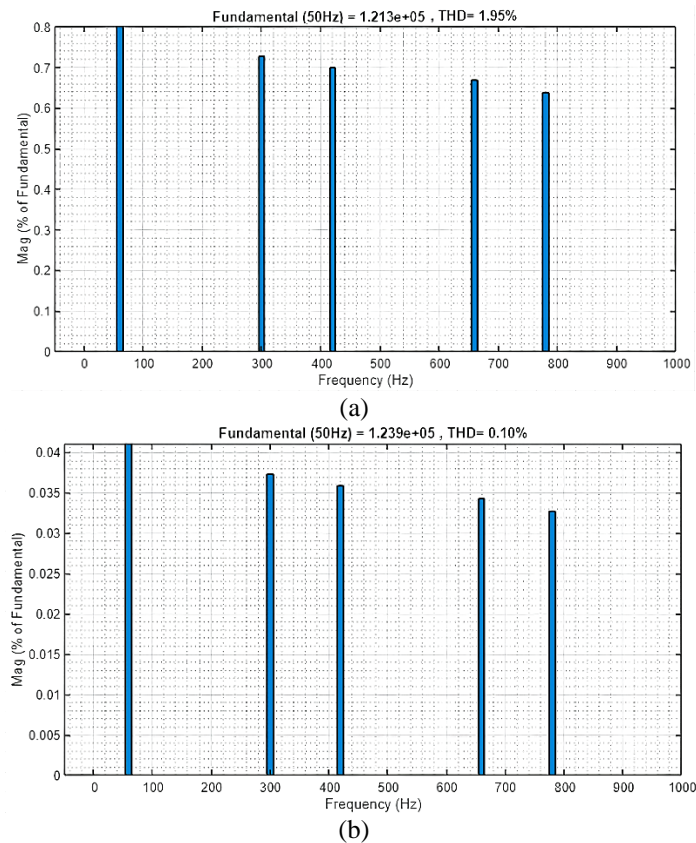 Fundamental (50Hz) = 1.213e+05 , THD= 1.95%
Mag (% of Fundamental)
0.8
0.7
0.6
0.5
0.4
0.3
0.2
0.1
0
0 100 200 300 400 500 600 700 800 900 1000
Frequency (Hz)
(a)
Fundamental (50Hz) = 1.239e+05 , THD= 0.10%
Mag (% of Fundamental)
0.04
0.035
0.03
0.025
0.02
0.015
0.01
0.005
0
0 100 200 300 400 500 600 700 800 900 1000
Frequency (Hz)
(b)